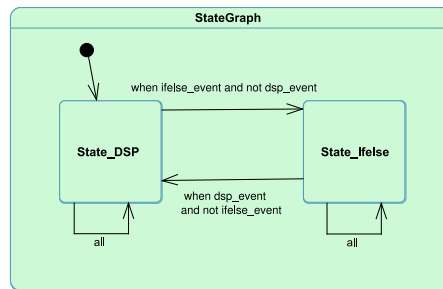 StateGraph
when ifelse_event and not dsp_event
State_DSP
State_Ifelse
when dsp_event
and not ifelse_event
all
all